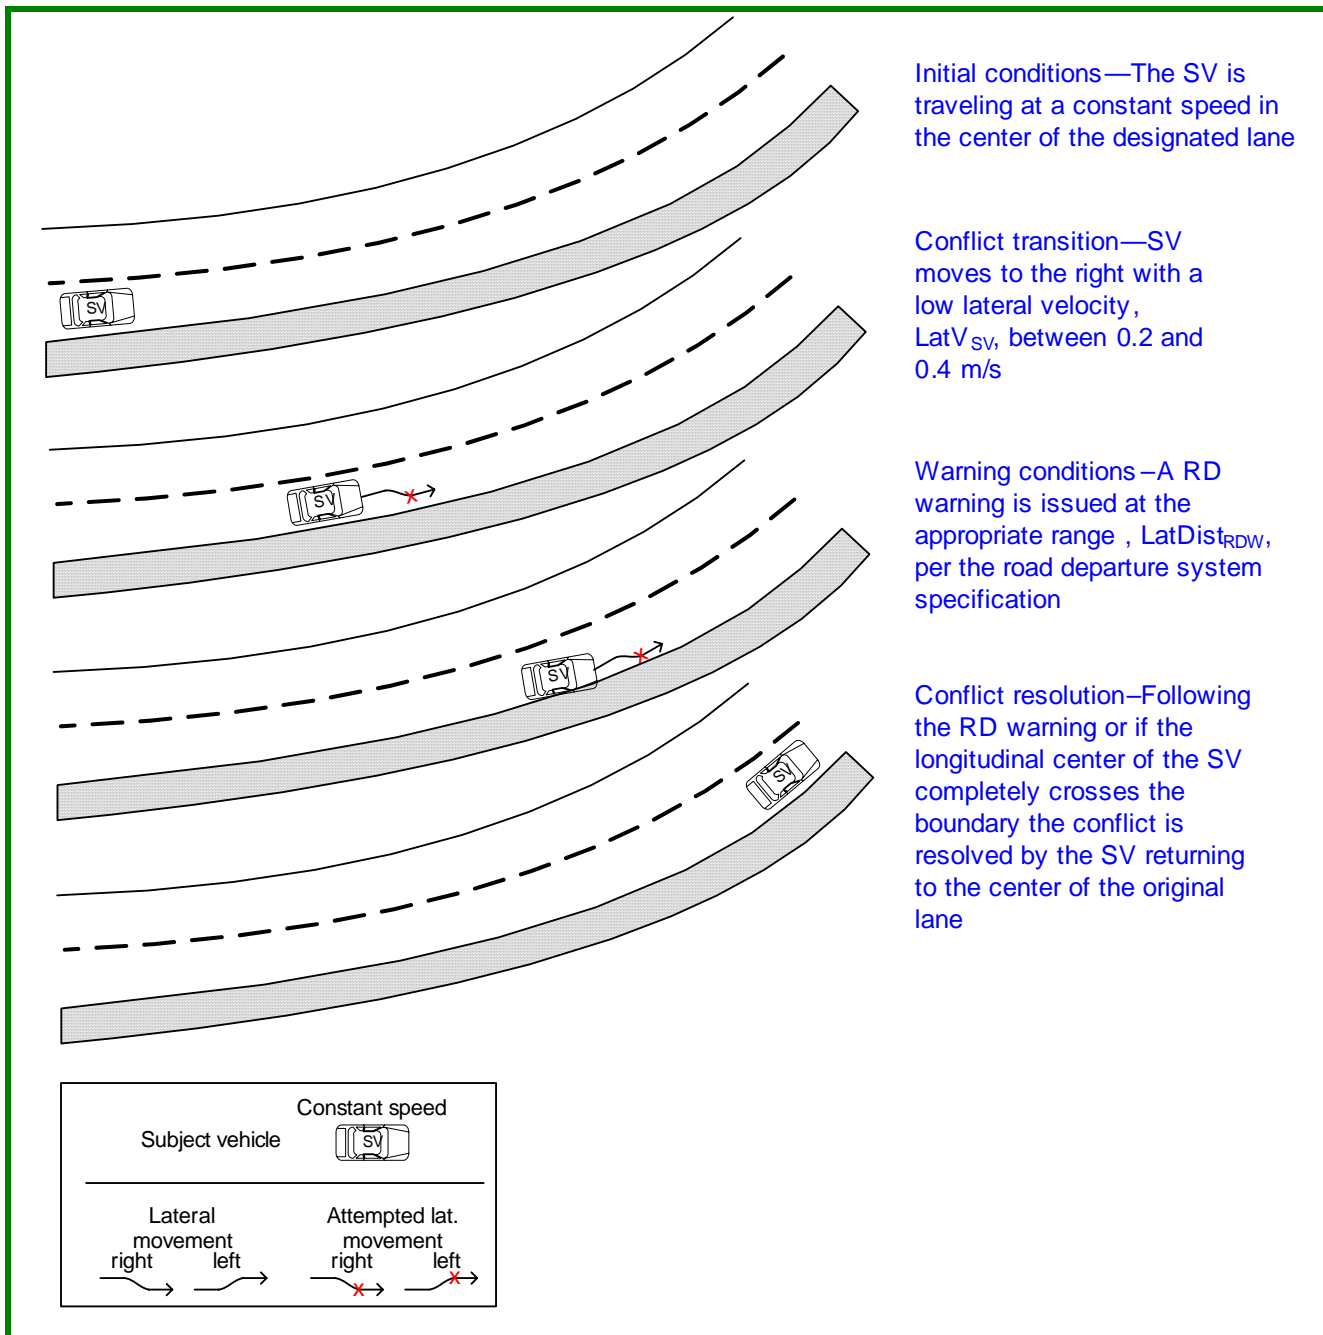 Initial conditions—The SV is
traveling at a constant speed in
the center of the designated lane
SV
Conflict transition—SV
moves to the right with a
low lateral velocity,
LatVSV, between 0.2 and
0.4 m/s
SV
Warning conditions –A RD
warning is issued at the
appropriate range , LatDistRDW,
per the road departure system
specification
SV
Conflict resolution–Following
the RD warning or if the
longitudinal center of the SV
completely crosses the
boundary the conflict is
resolved by the SV returning
to the center of the original
lane
SV
Constant speed
Subject vehicle
SV
Lateral
movement
right left
Attempted lat.
movement
right left